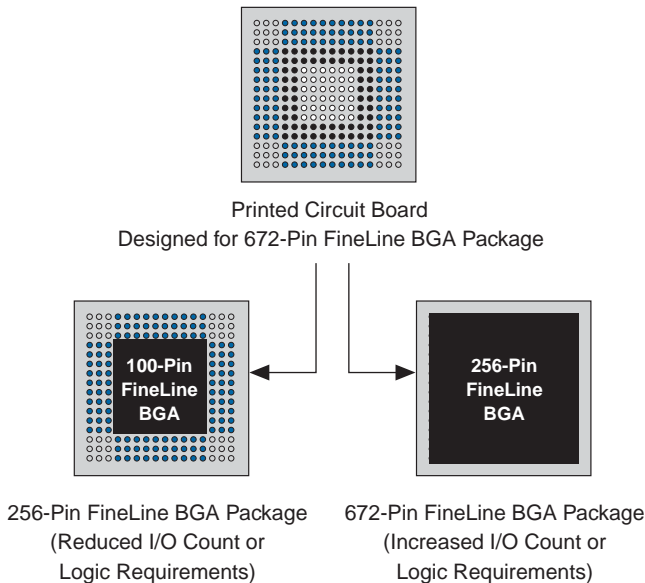 Printed Circuit Board
Designed for 672-Pin FineLine BGA Package
100-Pin
FineLine
BGA
256-Pin
FineLine
BGA
256-Pin FineLine BGA Package
(Reduced I/O Count or
Logic Requirements)
672-Pin FineLine BGA Package
(Increased I/O Count or
Logic Requirements)